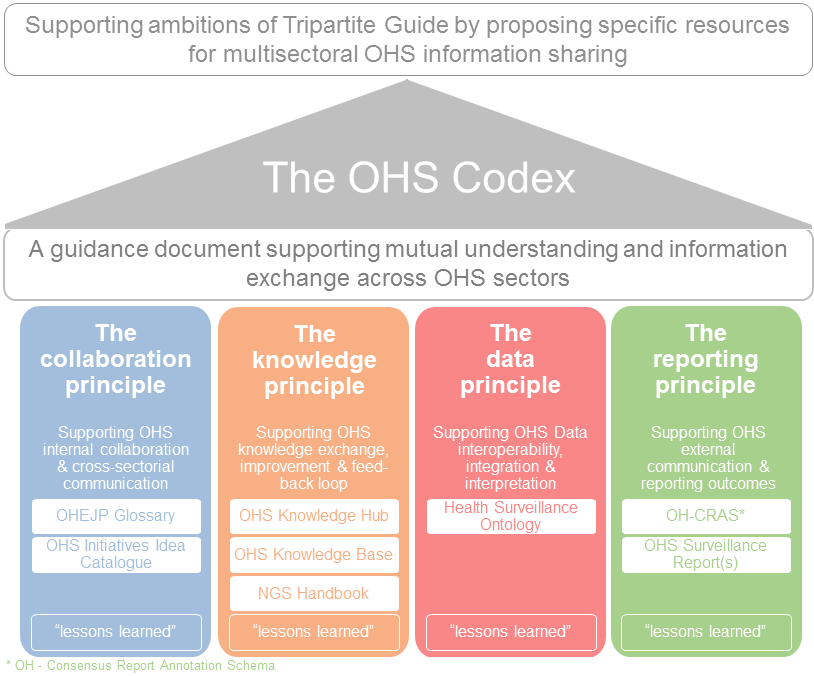 Supporting ambitions of Tripartite Guide by proposing specific resources
for multisectoral OHS information sharing
The OHS Codex
A guidance document supporting mutual understanding and information
exchange across OHS sectors
The
collaboration
principle
Supporting OHS
internal collaboration
& cross-sectorial
communication
OHEJP Glossary
OHS Initiatives Idea
Catalogue
“lessons learned”
The
knowledge
principle
Supporting OHS
knowledge exchange,
improvement & feed-
back loop
OHS Knowledge Hub
OHS Knowledge Base
NGS Handbook
“lessons learned”
The
data
principle
Supporting OHS Data
interoperability,
integration &
interpretation
Health Surveillance
Ontology
“lessons learned”
The
reporting
principle
Supporting OHS
external
communication &
reporting outcomes
OH-CRAS*
OHS Surveillance
Report(s)
“lessons learned”
* OH - Consensus Report Annotation Schema